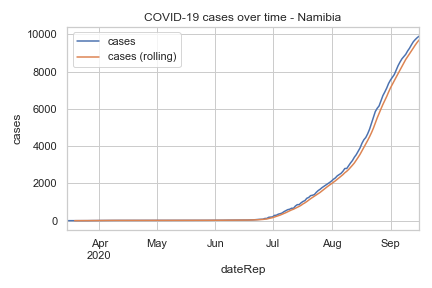 COVID-19 cases over time - Namibia
cases
cases (rolling)
10000
8000
6000
4000
2000
0
cases
Apr
2020
May
Jun
Jul
Aug
Sep
dateRep